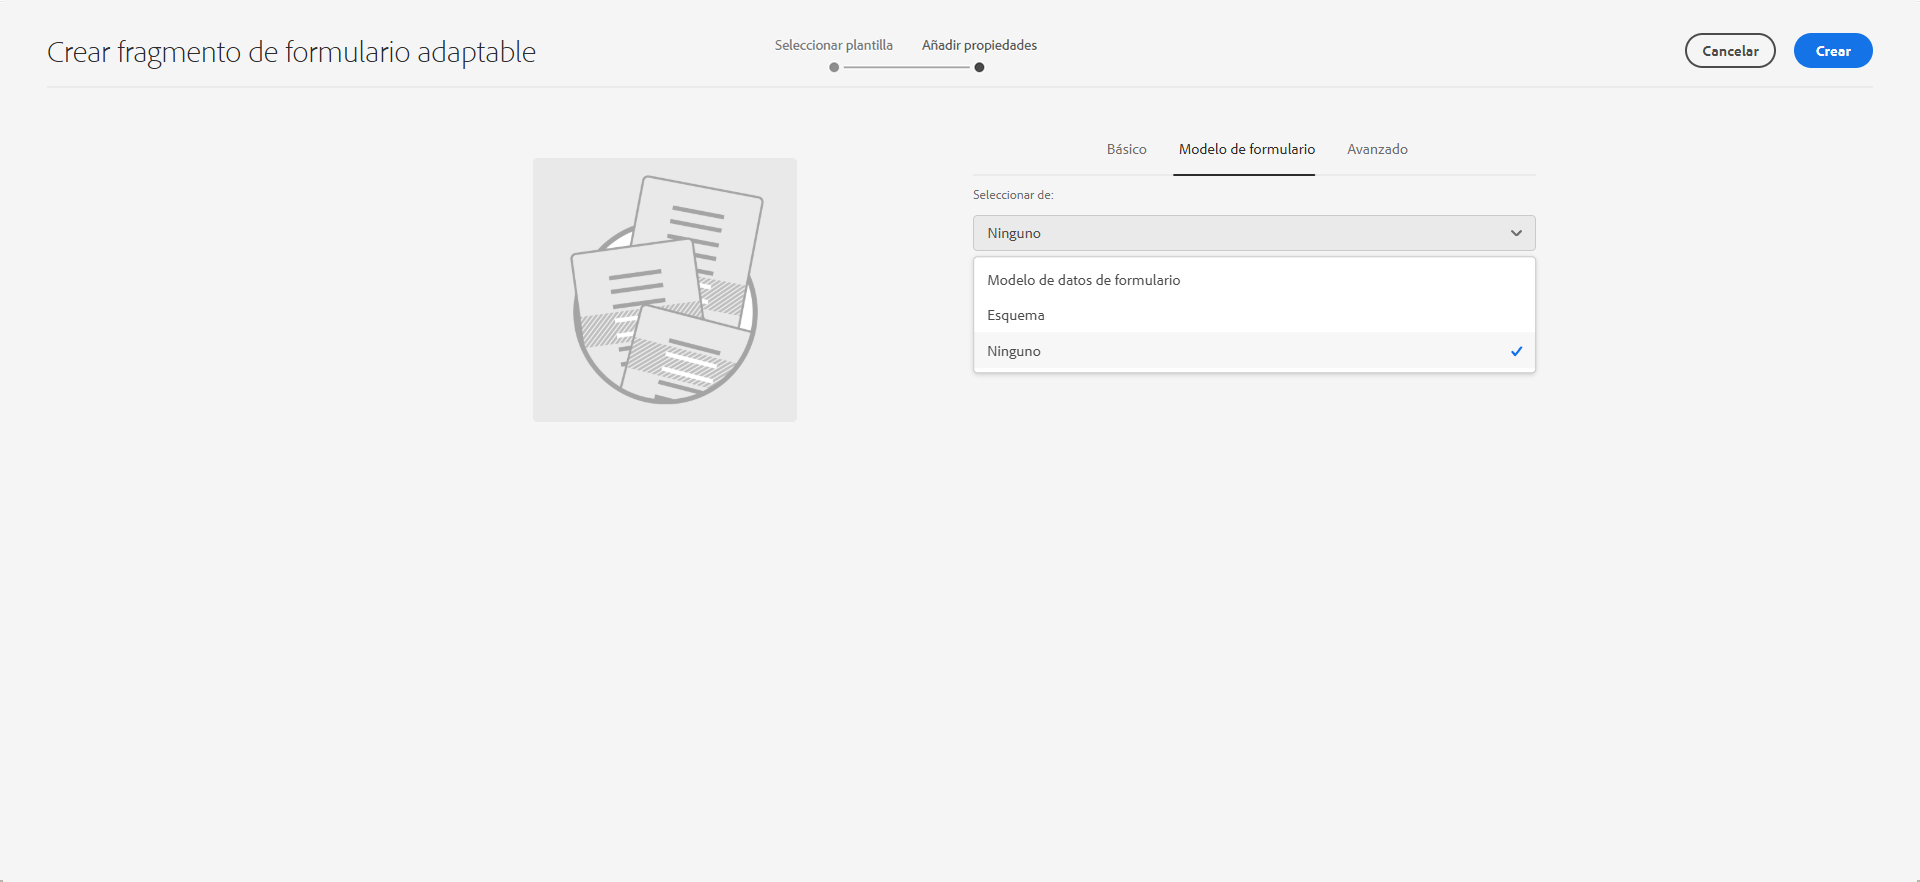 Crear fragmento de formulario adaptable
Seleccionar plantilla
Añadir propiedades
Cancelar
Crear
Básico
Modelo de formulario
Avanzado
Seleccionar de:
Ninguno
Modelo de datos de formulario
Esquema
Ninguno